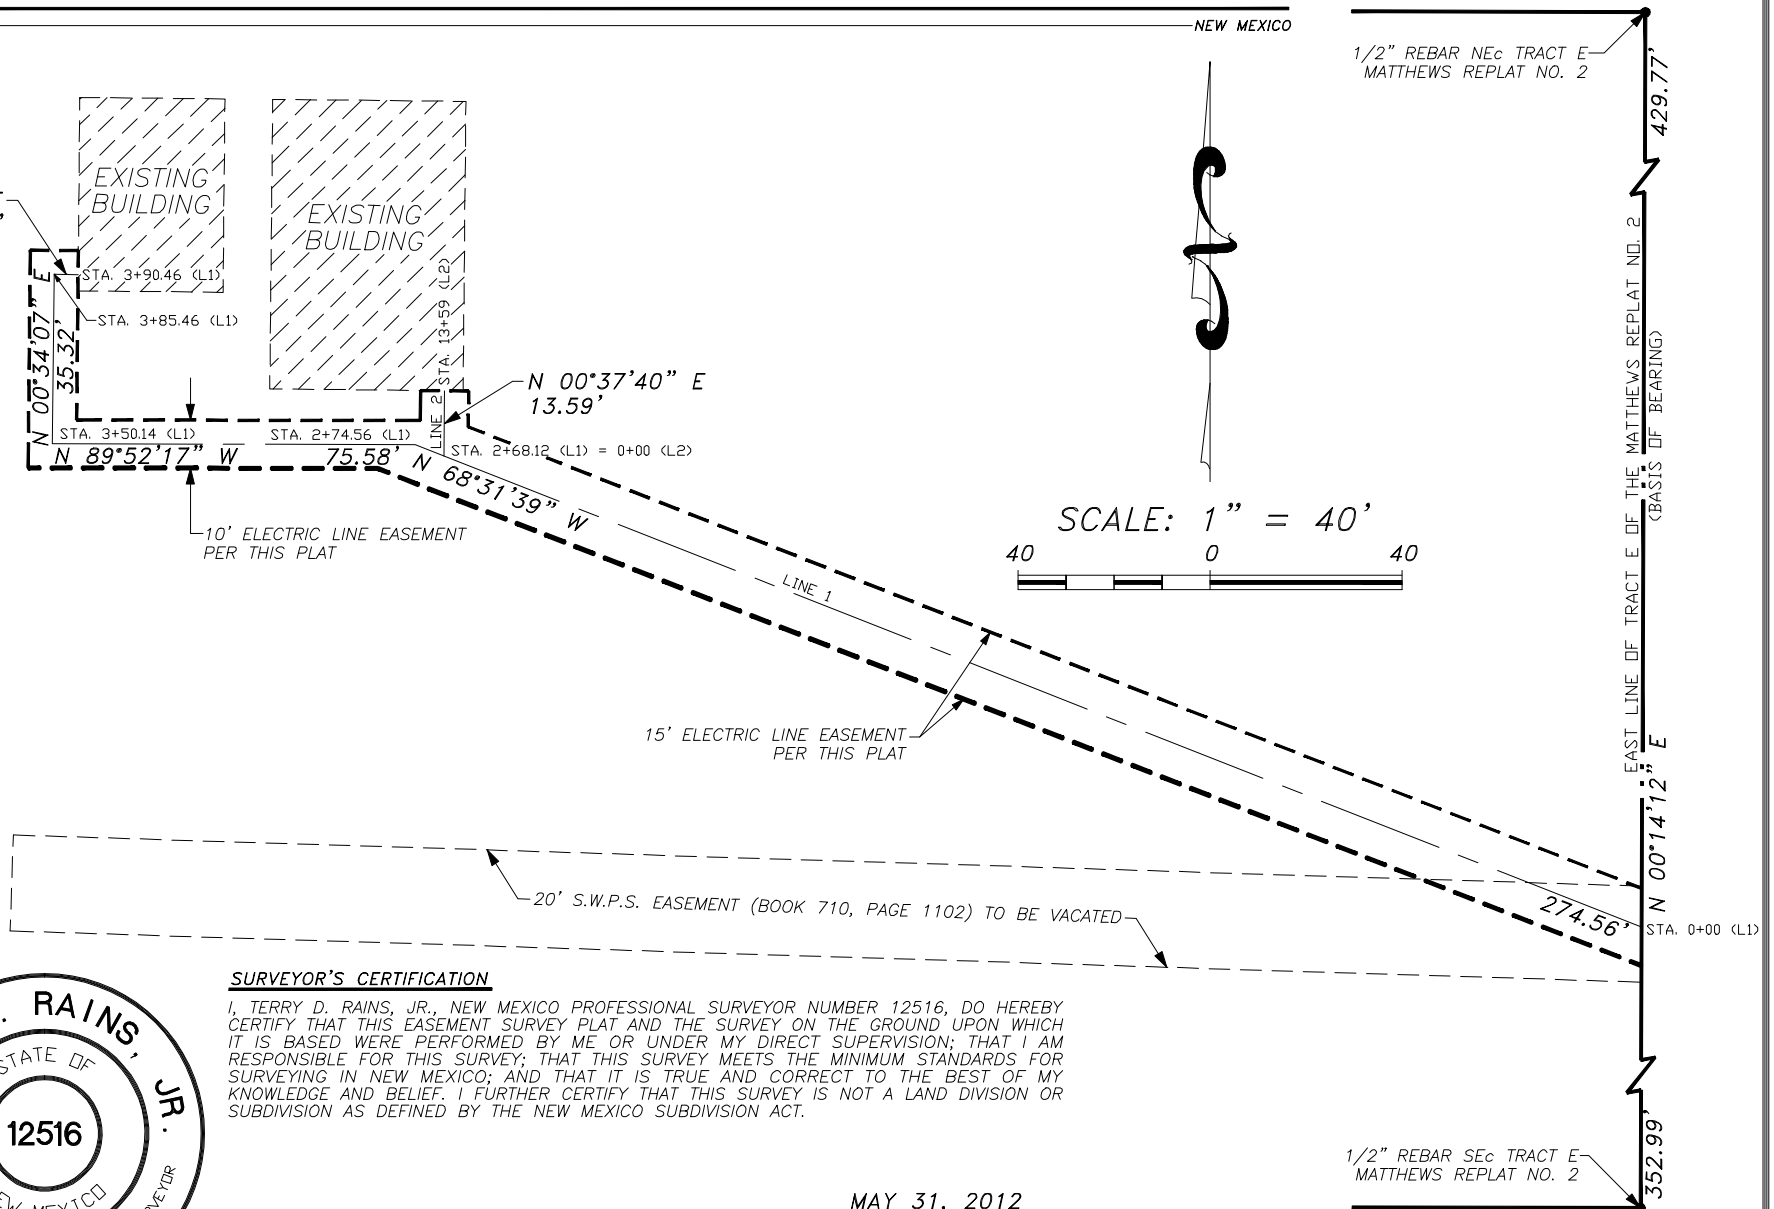 NEW MEXICO
1/2" REBAR NEc TRACT E
MATTHEWS REPLAT NO. 2
429.77'
EXISTING
BUILDING
EXISTING
BUILDING
STA. 3+90.46 (L1)
STA. 3+85.46 (L1)
N 00°34'07" E
35.32'
STA. 13+59 (L2)
LINE 2
N 00°37'40" E
13.59'
STA. 3+50.14 (L1)
STA. 2+74.56 (L1)
STA. 2+68.12 (L1) = 0+00 (L2)
N 89°52'17" W
75.58'
N 68°31'39" W
10' ELECTRIC LINE EASEMENT
PER THIS PLAT
SCALE: 1" = 40'
40 0 40
LINE 1
EAST LINE OF TRACT E OF THE MATTHEWS REPLAT NO. 2
(BASIS OF BEARING)
N 00°14'12" E
15' ELECTRIC LINE EASEMENT
PER THIS PLAT
20' S.W.P.S. EASEMENT (BOOK 710, PAGE 1102) TO BE VACATED
274.56'
STA. 0+00 (L1)
SURVEYOR'S CERTIFICATION
I, TERRY D. RAINS, JR., NEW MEXICO PROFESSIONAL SURVEYOR NUMBER 12516, DO HEREBY
CERTIFY THAT THIS EASEMENT SURVEY PLAT AND THE SURVEY ON THE GROUND UPON WHICH
IT IS BASED WERE PERFORMED BY ME OR UNDER MY DIRECT SUPERVISION; THAT I AM
RESPONSIBLE FOR THIS SURVEY; THAT THIS SURVEY MEETS THE MINIMUM STANDARDS FOR
SURVEYING IN NEW MEXICO; AND THAT IT IS TRUE AND CORRECT TO THE BEST OF MY
KNOWLEDGE AND BELIEF. I FURTHER CERTIFY THAT THIS SURVEY IS NOT A LAND DIVISION OR
SUBDIVISION AS DEFINED BY THE NEW MEXICO SUBDIVISION ACT.
. RAINS, JR.
STATE OF
12516
EW MEXICO
VEYOR
1/2" REBAR SEc TRACT E
MATTHEWS REPLAT NO. 2
352.99'
MAY 31, 2012